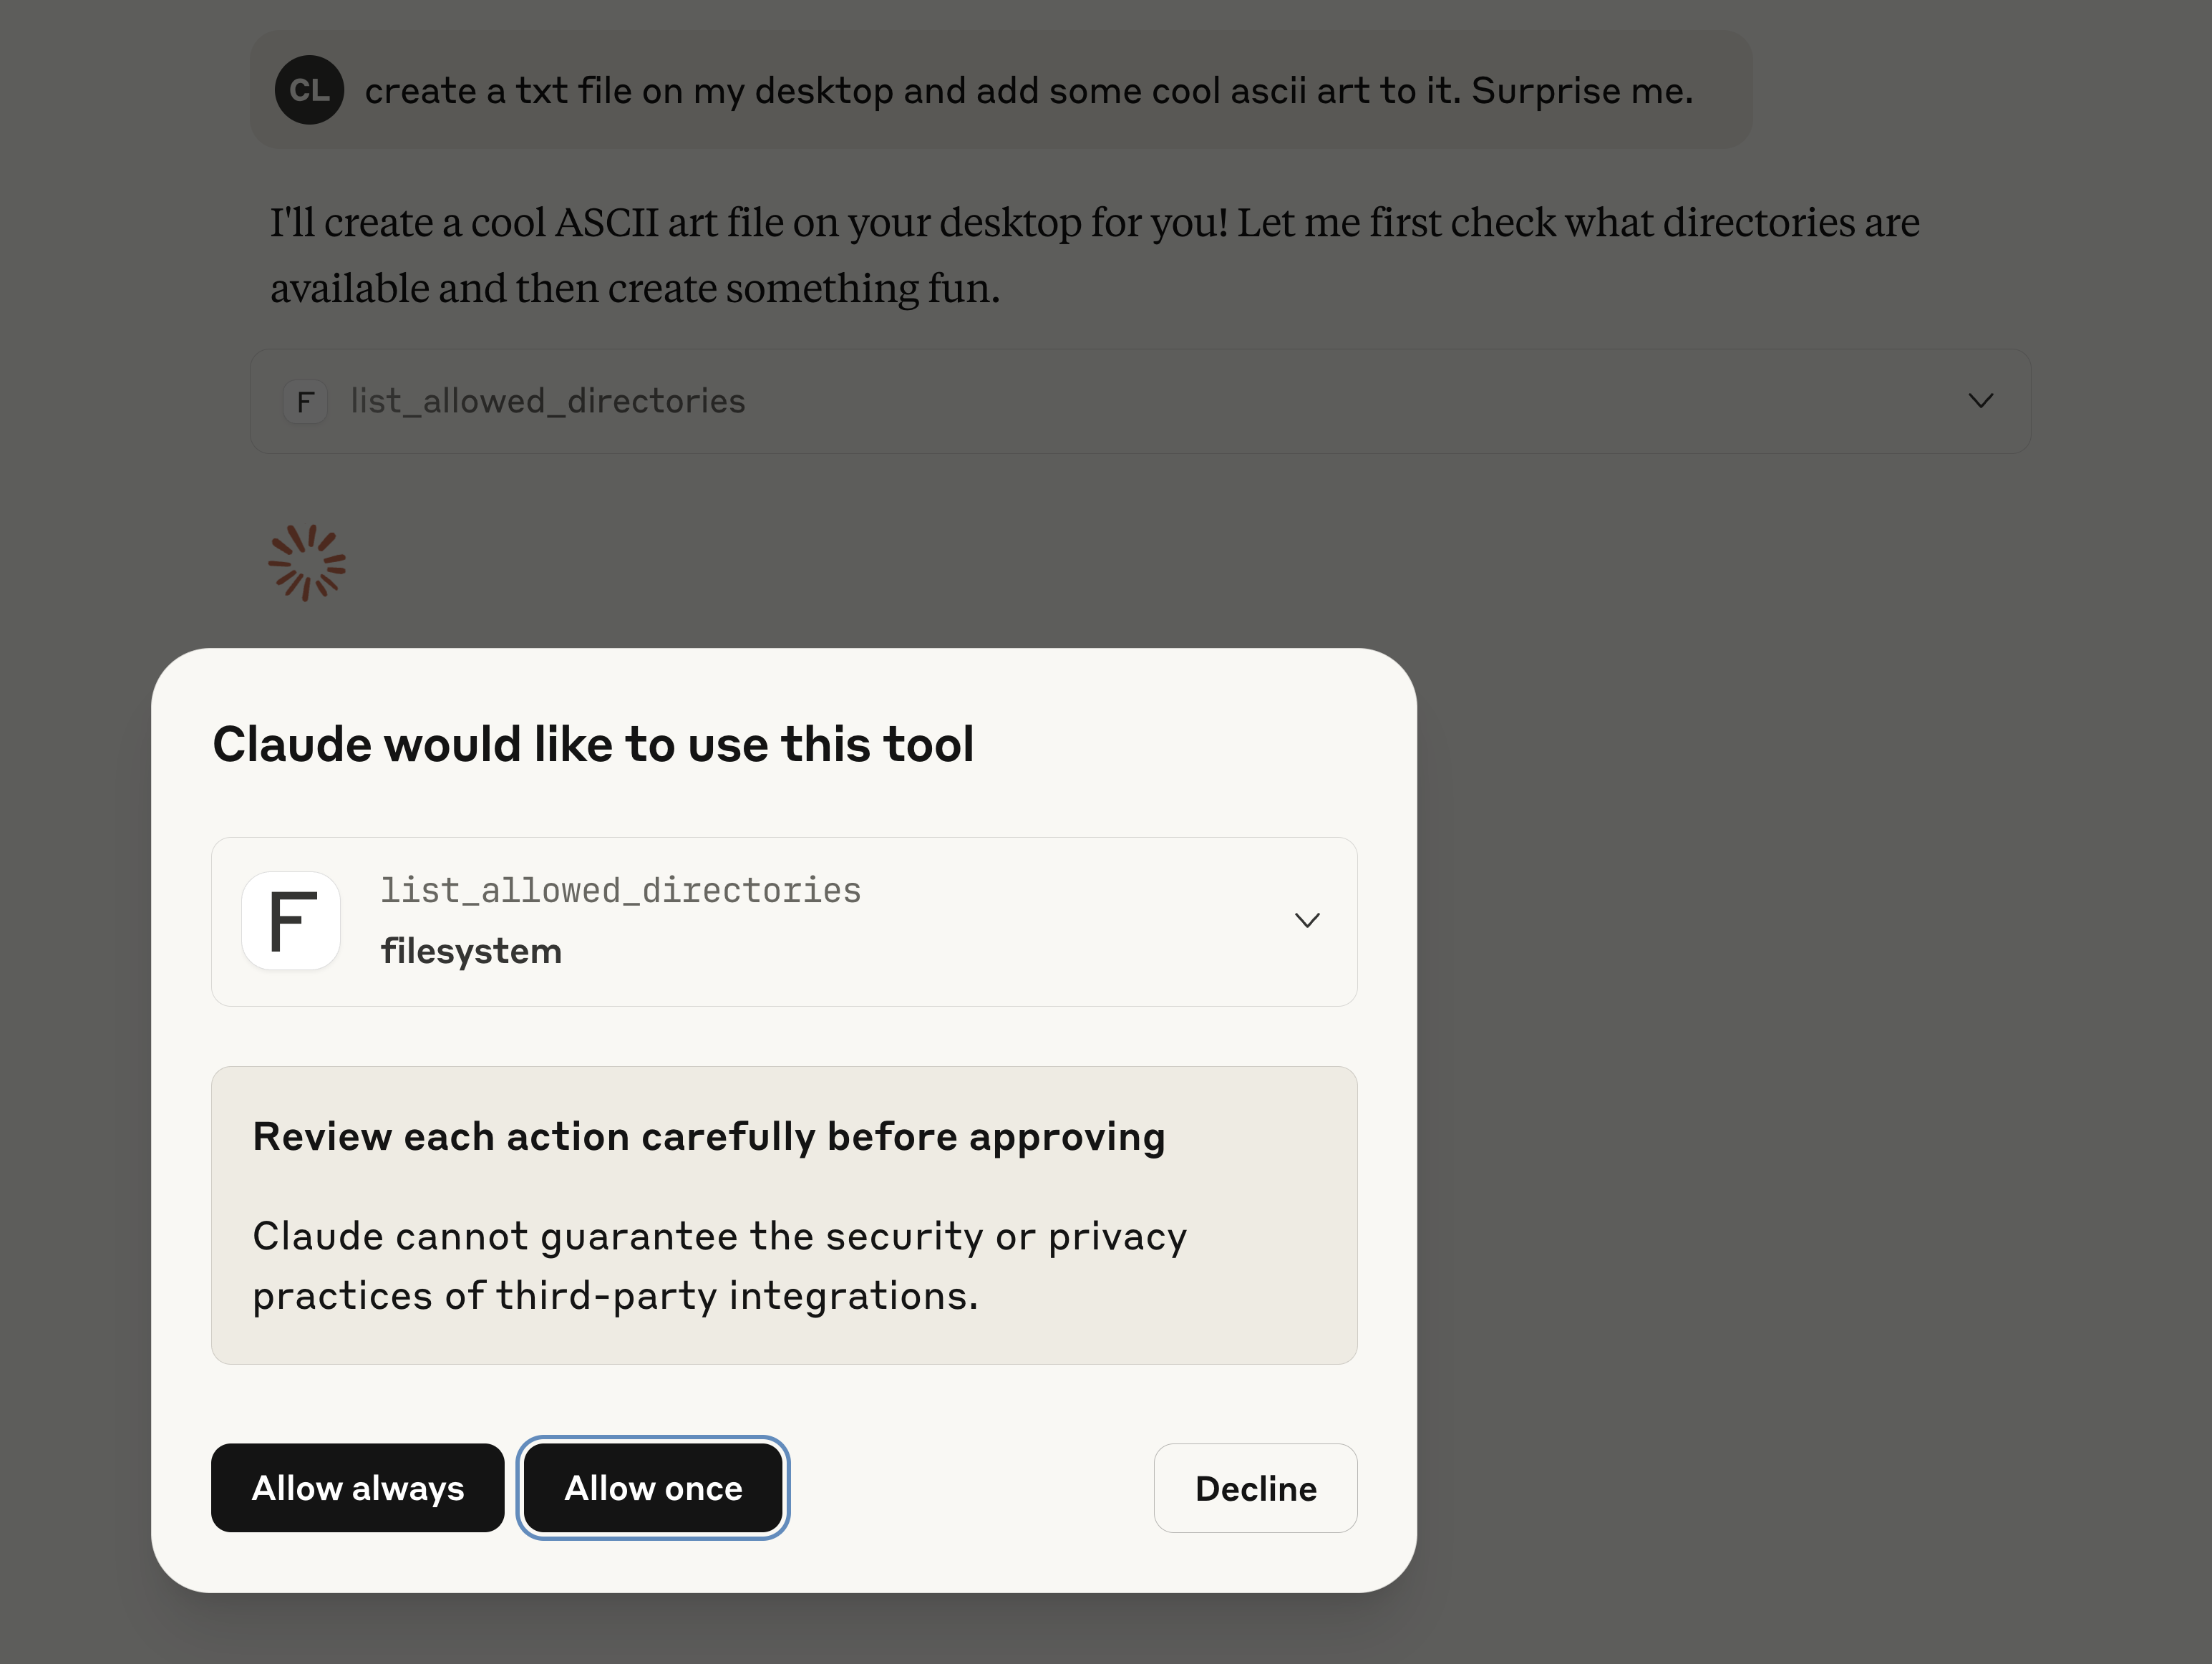 CL
create a txt file on my desktop and add some cool ascii art to it. Surprise me.
I'll create a cool ASCII art file on your desktop for you! Let me first check what directories are
available and then create something fun.
F
list_allowed_directories
Claude would like to use this tool
F
list_allowed_directories
filesystem
Review each action carefully before approving
Claude cannot guarantee the security or privacy
practices of third-party integrations.
Allow always
Allow once
Decline